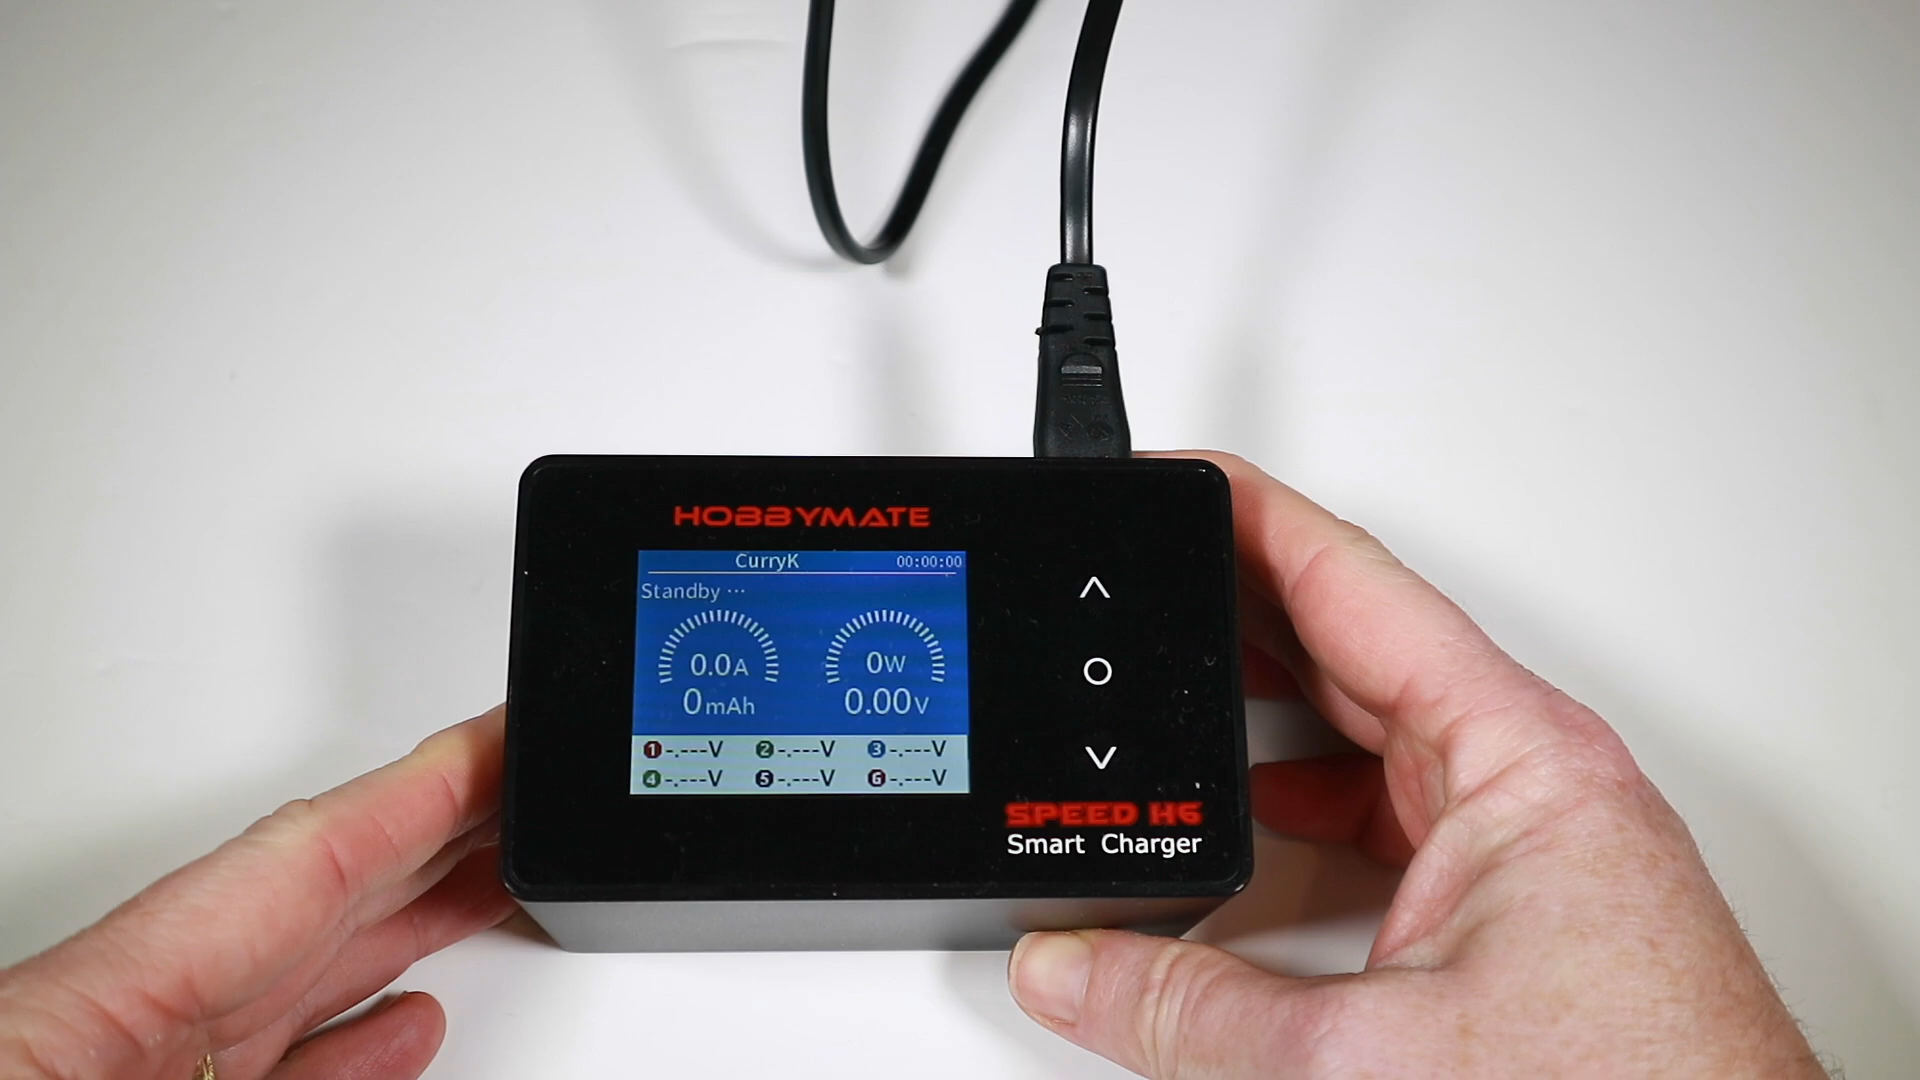 HOBBYMATE
CurryK 00:00:00
Standby ···
0.0A 0W
0mAh 0.00V
1 -.---V 2 -.---V 3 -.---V
4 -.---V 5 -.---V 6 -.---V
SPEED H6
Smart Charger